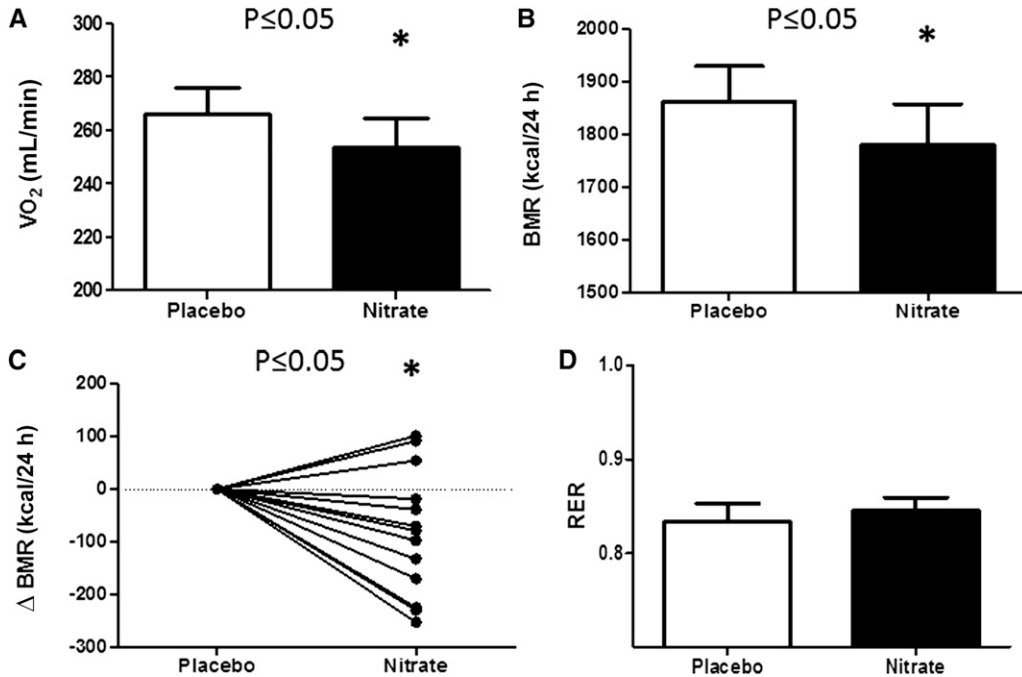 A
P≤0.05
*
VO2 (mL/min)
300
280
260
240
220
200
Placebo
Nitrate
B
P≤0.05
*
BMR (kcal/24 h)
2000
1900
1800
1700
1600
1500
Placebo
Nitrate
C
P≤0.05
*
Δ BMR (kcal/24 h)
200
100
0
-100
-200
-300
Placebo
Nitrate
D
RER
1.0
0.9
0.8
Placebo
Nitrate